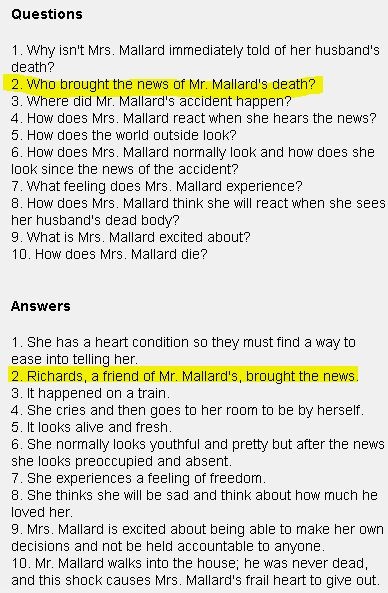 Questions
1. Why isn't Mrs. Mallard immediately told of her husband's
death?
2. Who brought the news of Mr. Mallard's death?
3. Where did Mr. Mallard's accident happen?
4. How does Mrs. Mallard react when she hears the news?
5. How does the world outside look?
6. How does Mrs. Mallard normally look and how does she
look since the news of the accident?
7. What feeling does Mrs. Mallard experience?
8. How does Mrs. Mallard think she will react when she sees
her husband's dead body?
9. What is Mrs. Mallard excited about?
10. How does Mrs. Mallard die?
Answers
1. She has a heart condition so they must find a way to
ease into telling her.
2. Richards, a friend of Mr. Mallard's, brought the news.
3. It happened on a train.
4. She cries and then goes to her room to be by herself.
5. It looks alive and fresh.
6. She normally looks youthful and pretty but after the news
she looks preoccupied and absent.
7. She experiences a feeling of freedom.
8. She thinks she will be sad and think about how much he
loved her.
9. Mrs. Mallard is excited about being able to make her own
decisions and not be held accountable to anyone.
10. Mr. Mallard walks into the house; he was never dead,
and this shock causes Mrs. Mallard's frail heart to give out.